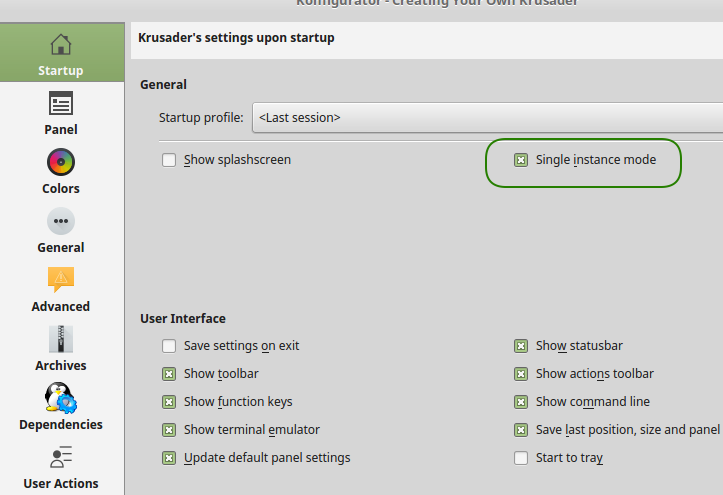 Konfigurator - Creating Your Own Krusader
Startup
Panel
Colors
General
Advanced
Archives
Dependencies
User Actions
Krusader's settings upon startup
General
Startup profile: <Last session>
Show splashscreen Single instance mode
User Interface
Save settings on exit Show statusbar
Show toolbar Show actions toolbar
Show function keys Show command line
Show terminal emulator Save last position, size and panel
Update default panel settings Start to tray